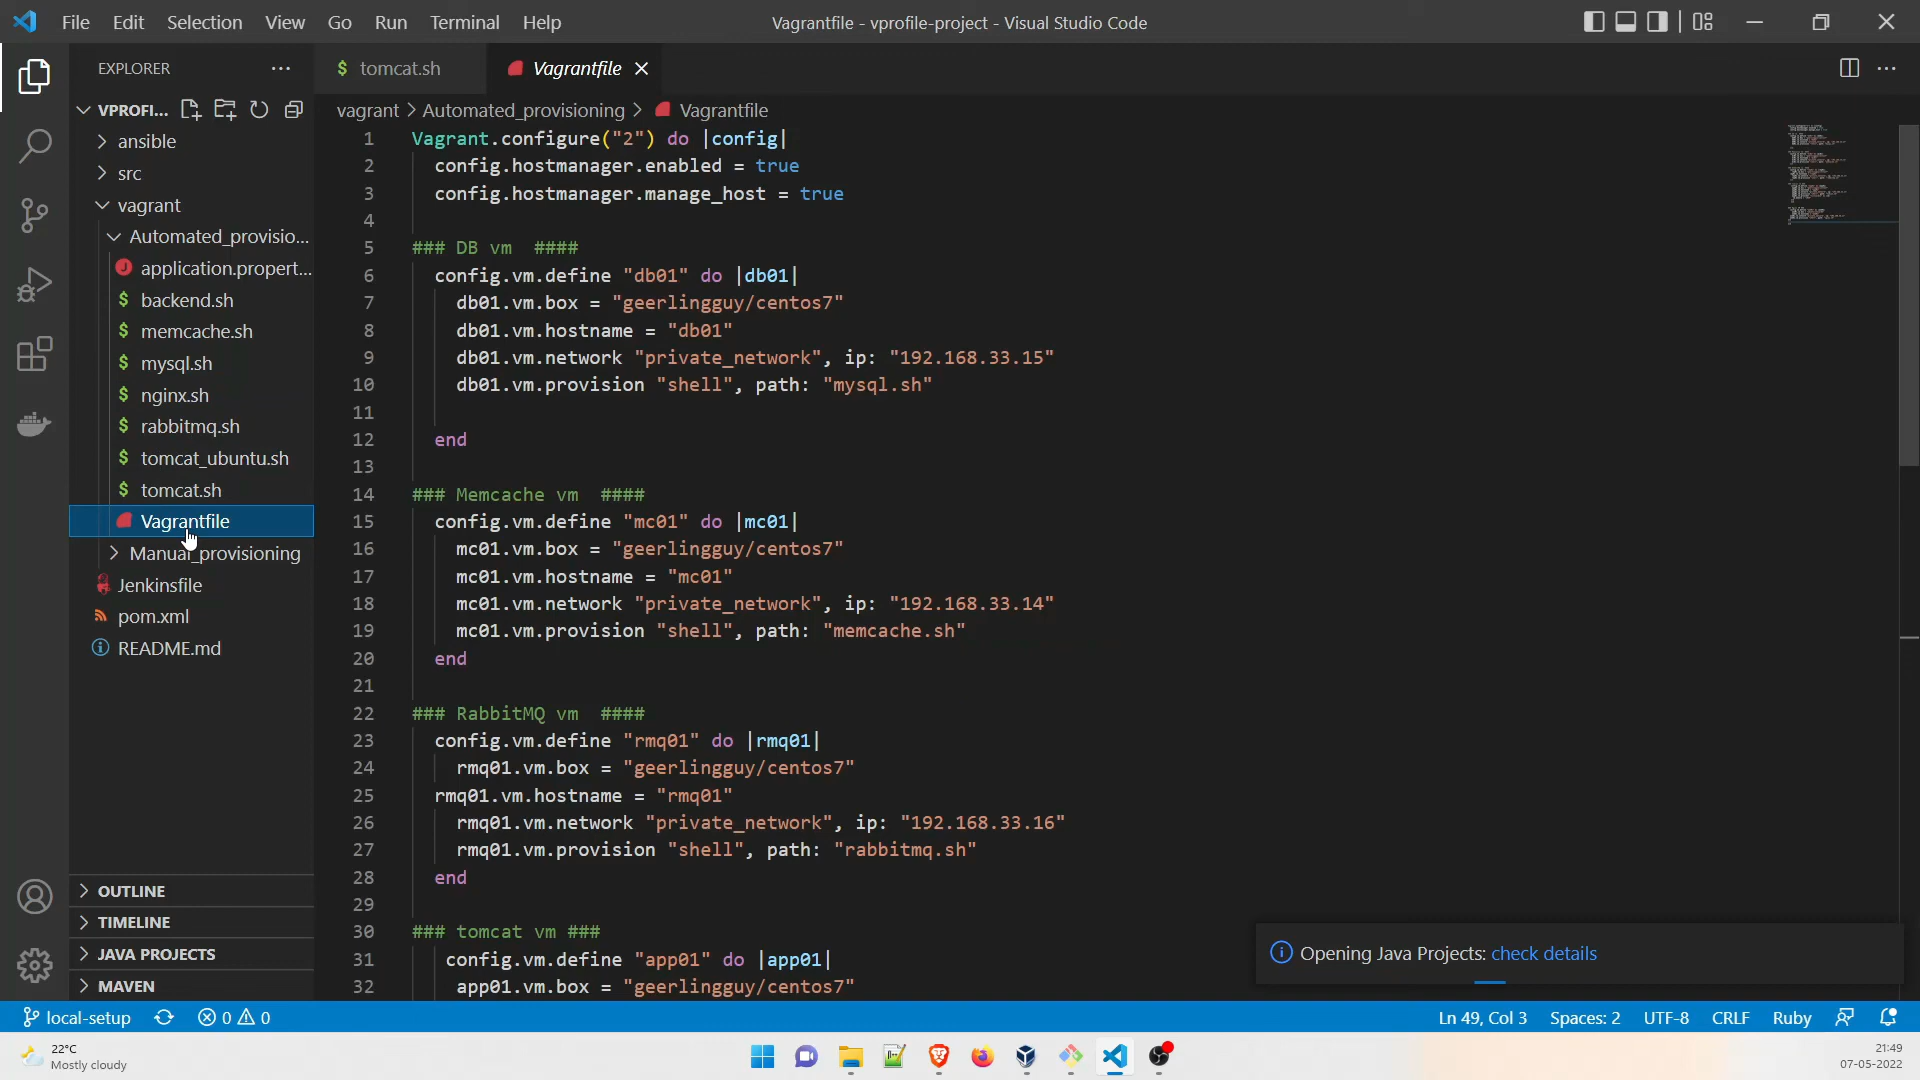 File Edit Selection View Go Run Terminal Help
Vagrantfile - vprofile-project - Visual Studio Code
EXPLORER
VPROFI...
ansible
src
vagrant
Automated_provisio...
application.propert...
$ backend.sh
$ memcache.sh
$ mysql.sh
$ nginx.sh
$ rabbitmq.sh
$ tomcat_ubuntu.sh
$ tomcat.sh
Vagrantfile
Manual_provisioning
Jenkinsfile
pom.xml
README.md
OUTLINE
TIMELINE
JAVA PROJECTS
MAVEN
$ tomcat.sh
Vagrantfile
vagrant > Automated_provisioning > Vagrantfile
1 Vagrant.configure("2") do |config|
2 config.hostmanager.enabled = true
3 config.hostmanager.manage_host = true
4
5 ### DB vm ####
6 config.vm.define "db01" do |db01|
7 db01.vm.box = "geerlingguy/centos7"
8 db01.vm.hostname = "db01"
9 db01.vm.network "private_network", ip: "192.168.33.15"
10 db01.vm.provision "shell", path: "mysql.sh"
11
12 end
13
14 ### Memcache vm ####
15 config.vm.define "mc01" do |mc01|
16 mc01.vm.box = "geerlingguy/centos7"
17 mc01.vm.hostname = "mc01"
18 mc01.vm.network "private_network", ip: "192.168.33.14"
19 mc01.vm.provision "shell", path: "memcache.sh"
20 end
21
22 ### RabbitMQ vm ####
23 config.vm.define "rmq01" do |rmq01|
24 rmq01.vm.box = "geerlingguy/centos7"
25 rmq01.vm.hostname = "rmq01"
26 rmq01.vm.network "private_network", ip: "192.168.33.16"
27 rmq01.vm.provision "shell", path: "rabbitmq.sh"
28 end
29
30 ### tomcat vm ###
31 config.vm.define "app01" do |app01|
32 app01.vm.box = "geerlingguy/centos7"
Opening Java Projects: check details
local-setup 0 0
Ln 49, Col 3 Spaces: 2 UTF-8 CRLF Ruby
22°C
Mostly cloudy
21:49
07-05-2022